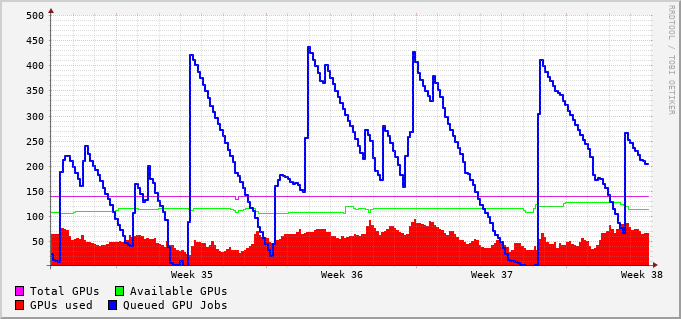 500
450
400
350
300
250
200
150
100
50
Week 35 Week 36 Week 37 Week 38
Total GPUs Available GPUs
GPUs used Queued GPU Jobs
RRDTOOL / TOBI OETIKER